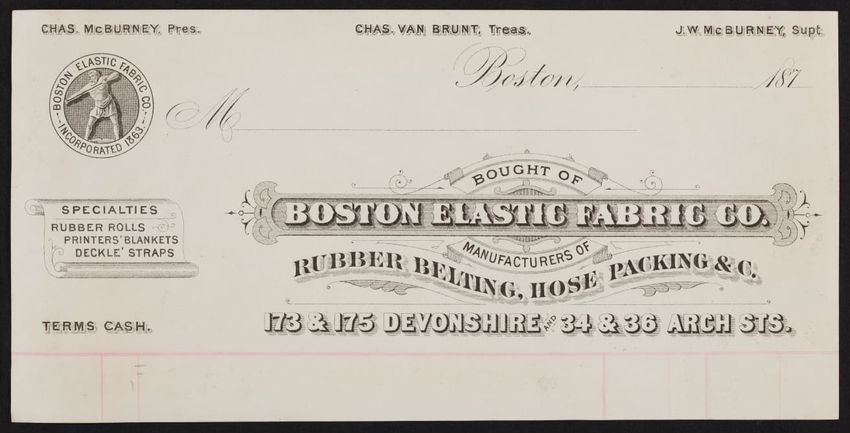 CHAS. McBURNEY, Pres. CHAS. VAN BRUNT, Treas. J.W. McBURNEY, Supt.
BOSTON ELASTIC FABRIC CO.
INCORPORATED 1863.
Boston, 187
M
BOUGHT OF
BOSTON ELASTIC FABRIC CO.
MANUFACTURERS OF
RUBBER BELTING, HOSE PACKING & C.
173 & 175 DEVONSHIRE AND 34 & 36 ARCH STS.
SPECIALTIES
RUBBER ROLLS
PRINTERS' BLANKETS
DECKLE' STRAPS
TERMS CASH.